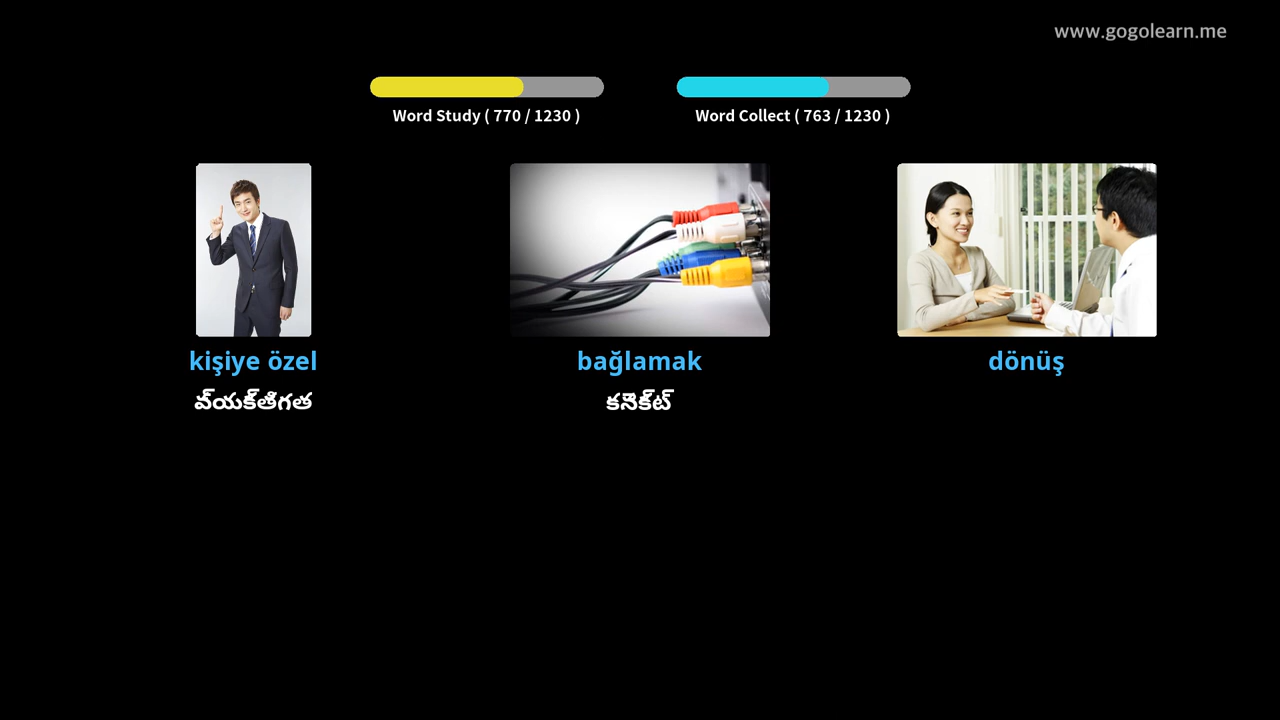 www.gogolearn.me
Word Study ( 770 / 1230 )
Word Collect ( 763 / 1230 )
kişiye özel
bağlamak
dönüş
వ్యక్తిగత
కనెక్ట్